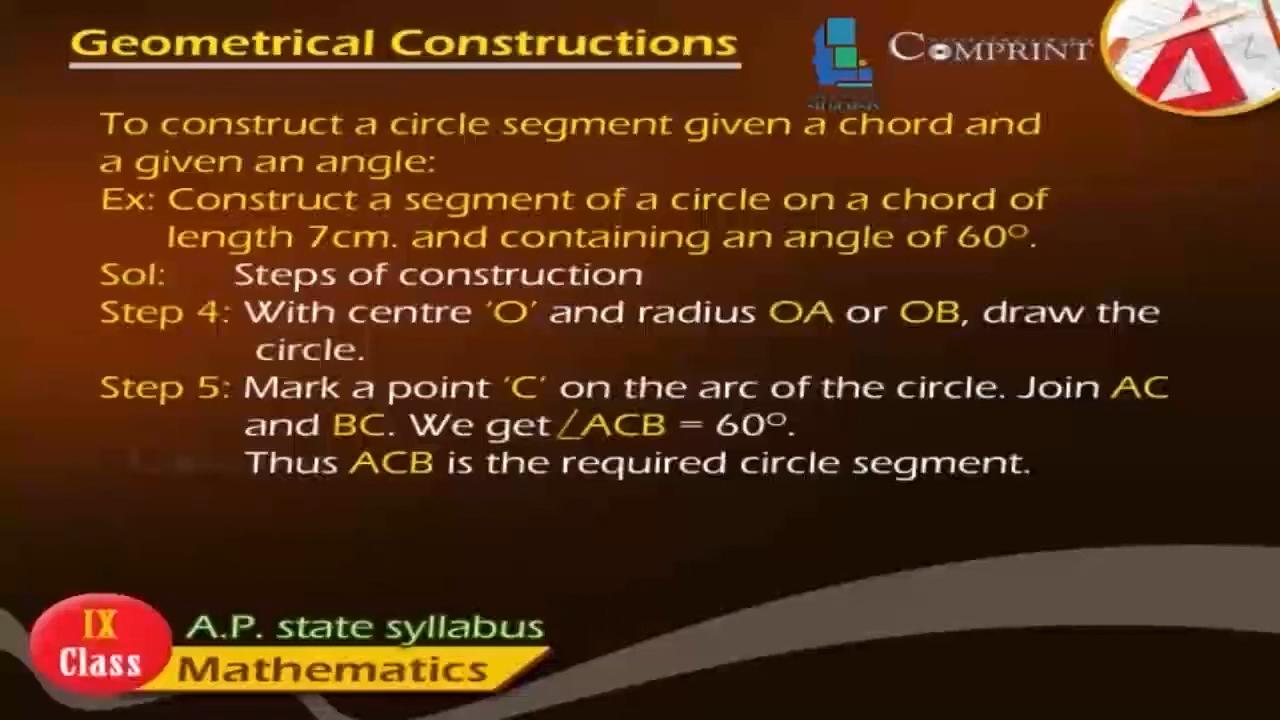 Geometrical Constructions
COMPRINT
To construct a circle segment given a chord and
a given an angle:
Ex: Construct a segment of a circle on a chord of
length 7cm. and containing an angle of 60°.
Sol: Steps of construction
Step 4: With centre 'O' and radius OA or OB, draw the
circle.
Step 5: Mark a point 'C' on the arc of the circle. Join AC
and BC. We get ∠ACB = 60°.
Thus ACB is the required circle segment.
IX
Class
A.P. state syllabus
Mathematics